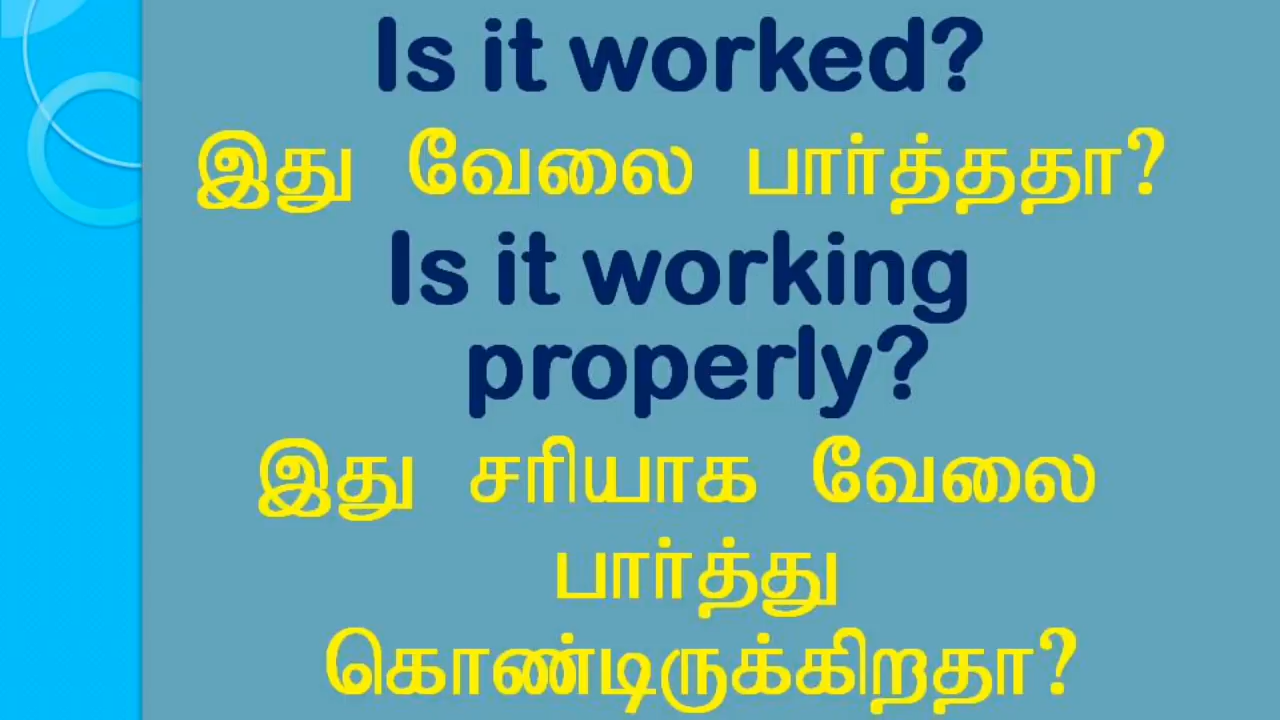 Is it worked?
இது வேலை பார்த்ததா?
Is it working
properly?
இது சரியாக வேலை
பார்த்து
கொண்டிருக்கிறதா?